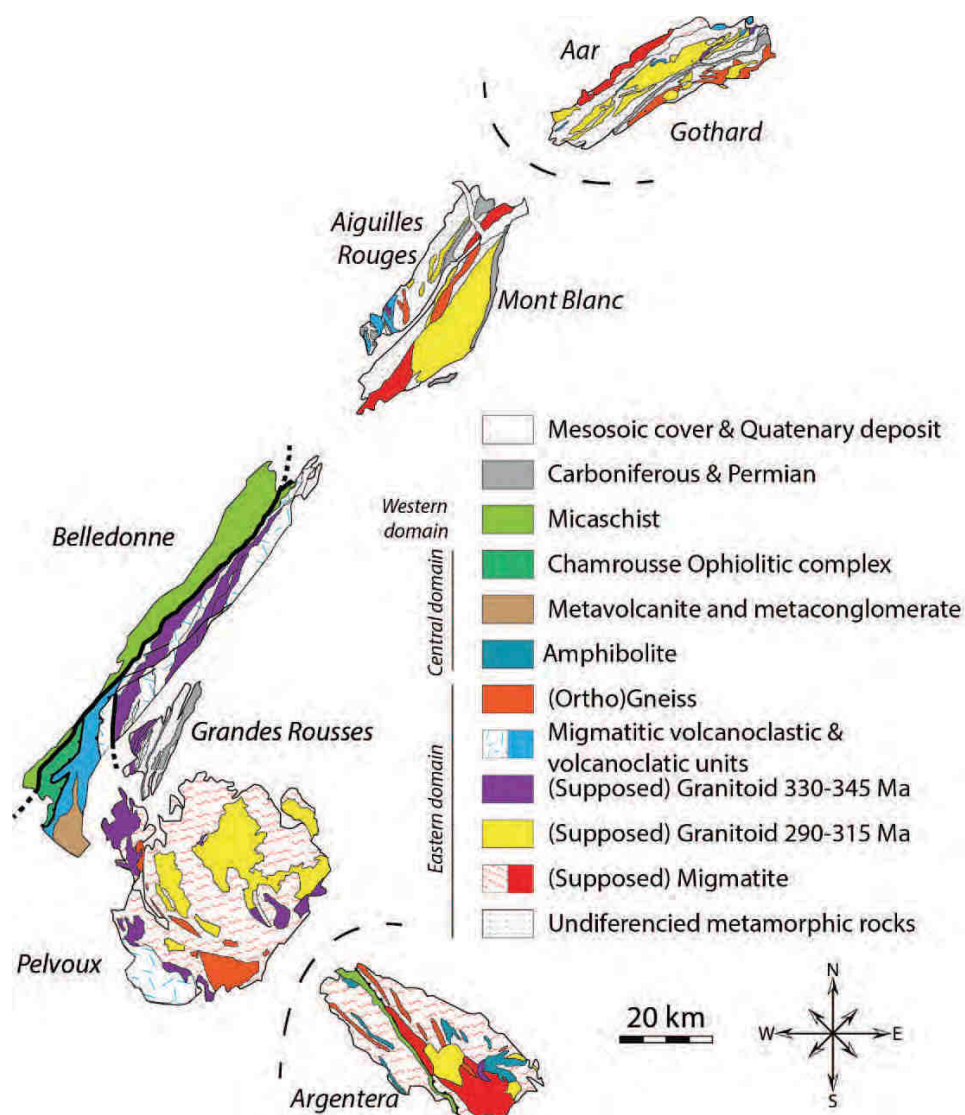 Aar
Gothard
Aiguilles
Rouges
Mont Blanc
Belledonne
Grandes Rousses
Pelvoux
Argentera
Western
domain
Central domain
Eastern domain
Mesosoic cover & Quatenary deposit
Carboniferous & Permian
Micaschist
Chamrousse Ophiolitic complex
Metavolcanite and metaconglomerate
Amphibolite
(Ortho)Gneiss
Migmatitic volcanoclastic &
volcanoclatic units
(Supposed) Granitoid 330-345 Ma
(Supposed) Granitoid 290-315 Ma
(Supposed) Migmatite
Undiferencied metamorphic rocks
20 km
N
W
E
S